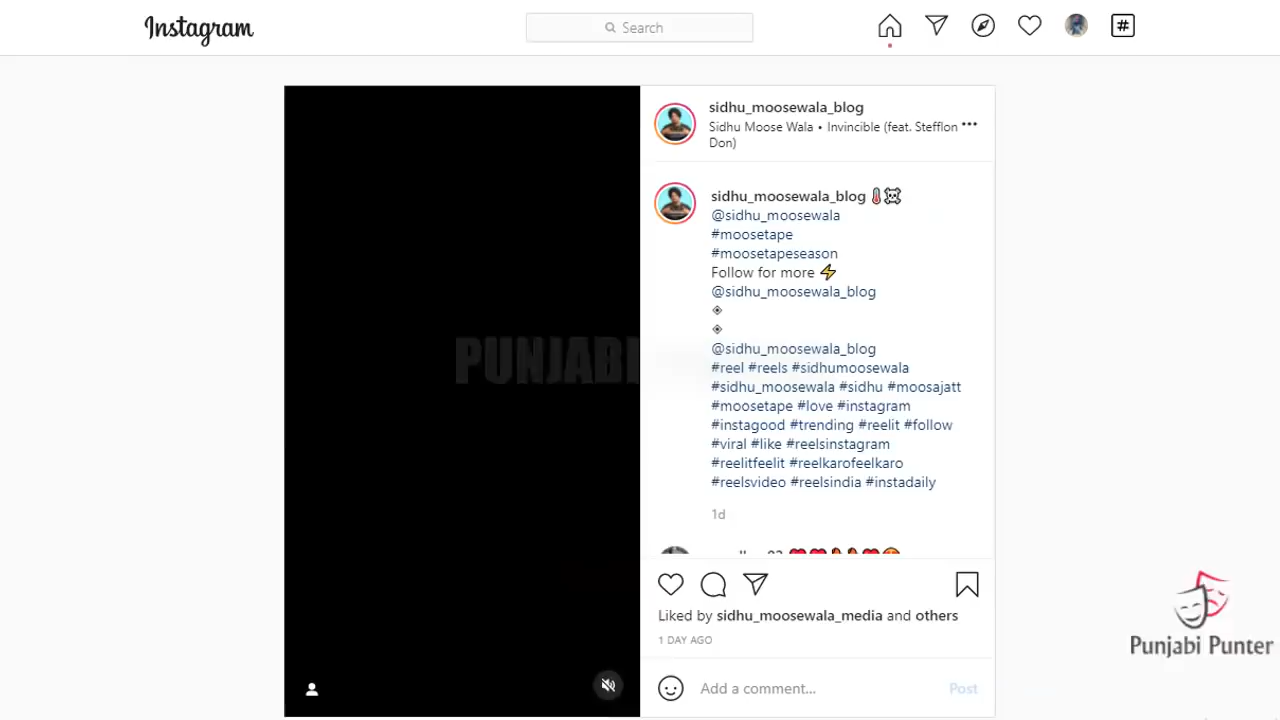 Instagram
Search
sidhu_moosewala_blog
Sidhu Moose Wala • Invincible (feat. Stefflon
Don)
•••
sidhu_moosewala_blog 🌡️☠️
@sidhu_moosewala
#moosetape
#moosetapeseason
Follow for more ⚡
@sidhu_moosewala_blog
◈
◈
@sidhu_moosewala_blog
#reel #reels #sidhumoosewala
#sidhu_moosewala #sidhu #moosajatt
#moosetape #love #instagram
#instagood #trending #reelit #follow
#viral #like #reelsinstagram
#reelitfeelit #reelkarofeelkaro
#reelsvideo #reelsindia #instadaily
1d
Liked by sidhu_moosewala_media and others
1 DAY AGO
Add a comment... Post
PUNJABI
Punjabi Punter